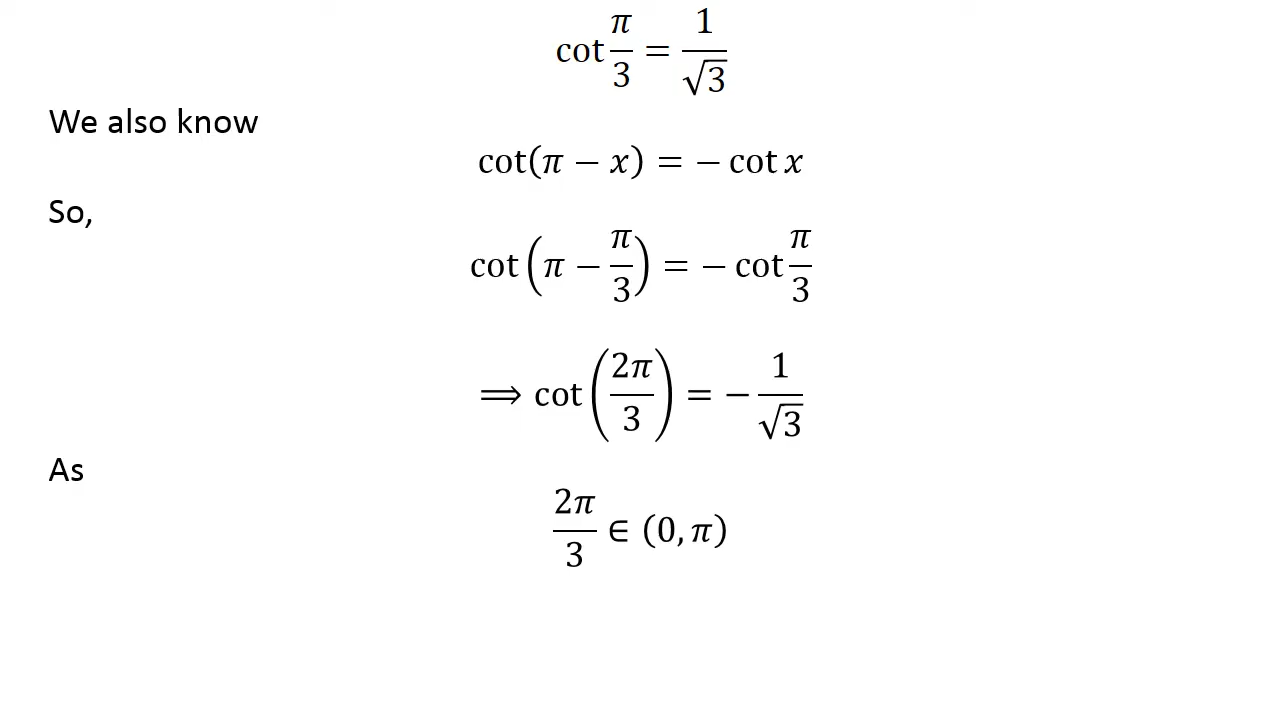 cot π/3 = 1/√3
We also know
cot(π − x) = − cot x
So,
cot(π − π/3) = − cot π/3
⟹ cot(2π/3) = − 1/√3
As
2π/3 ∈ (0, π)